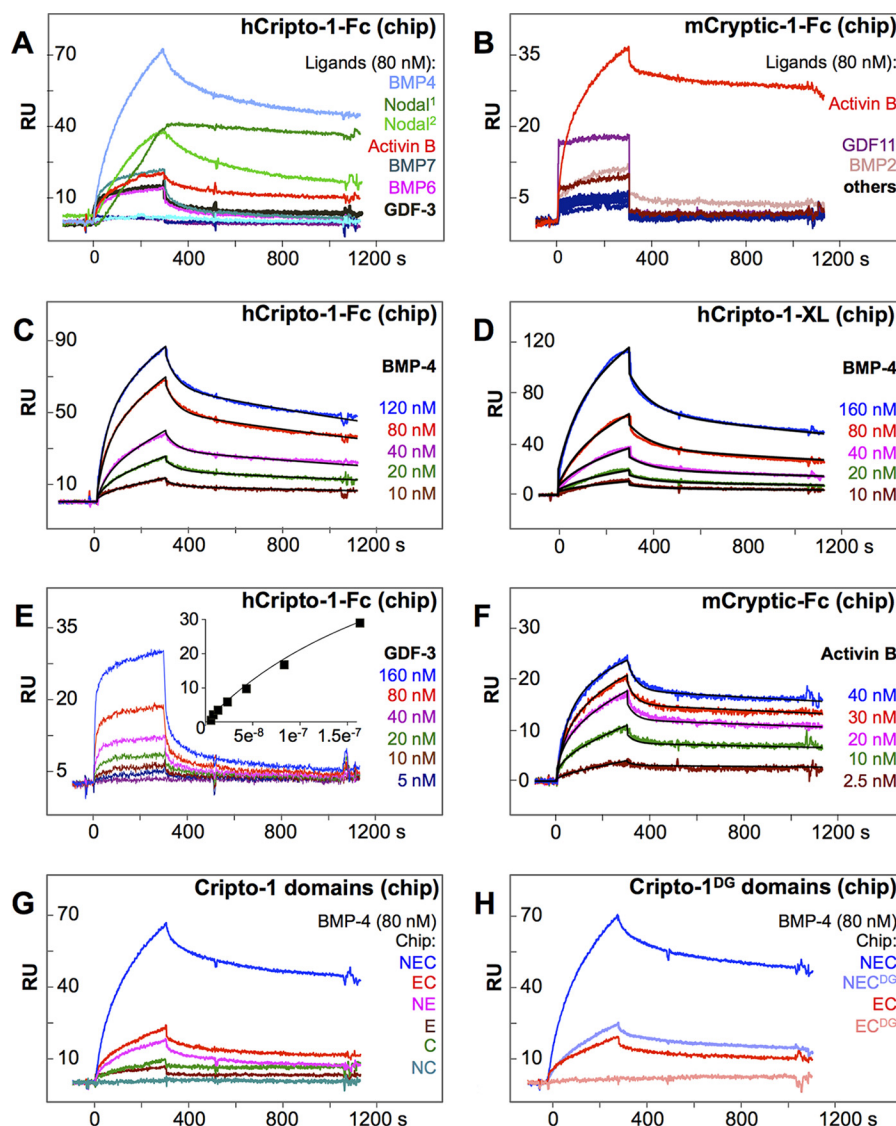 A
hCripto-1-Fc (chip)
70
40
10
RU
Ligands (80 nM):
BMP4
Nodal¹
Nodal²
Activin B
BMP7
BMP6
GDF-3
0 400 800 1200 s
B
mCryptic-1-Fc (chip)
35
20
5
RU
Ligands (80 nM):
Activin B
GDF11
BMP2
others
0 400 800 1200 s
C
hCripto-1-Fc (chip)
90
50
10
RU
BMP-4
120 nM
80 nM
40 nM
20 nM
10 nM
0 400 800 1200 s
D
hCripto-1-XL (chip)
120
80
40
0
RU
BMP-4
160 nM
80 nM
40 nM
20 nM
10 nM
0 400 800 1200 s
E
hCripto-1-Fc (chip)
35
20
5
RU
30
20
10
0
5e-8 1e-7 1.5e-7
GDF-3
160 nM
80 nM
40 nM
20 nM
10 nM
5 nM
0 400 800 1200 s
F
mCryptic-Fc (chip)
30
20
10
0
RU
Activin B
40 nM
30 nM
20 nM
10 nM
2.5 nM
0 400 800 1200 s
G
Cripto-1 domains (chip)
70
40
10
RU
BMP-4 (80 nM)
Chip:
NEC
EC
NE
E
C
NC
0 400 800 1200 s
H
Cripto-1ᴰᴳ domains (chip)
70
40
10
RU
BMP-4 (80 nM)
Chip:
NEC
NECᴰᴳ
EC
ECᴰᴳ
0 400 800 1200 s